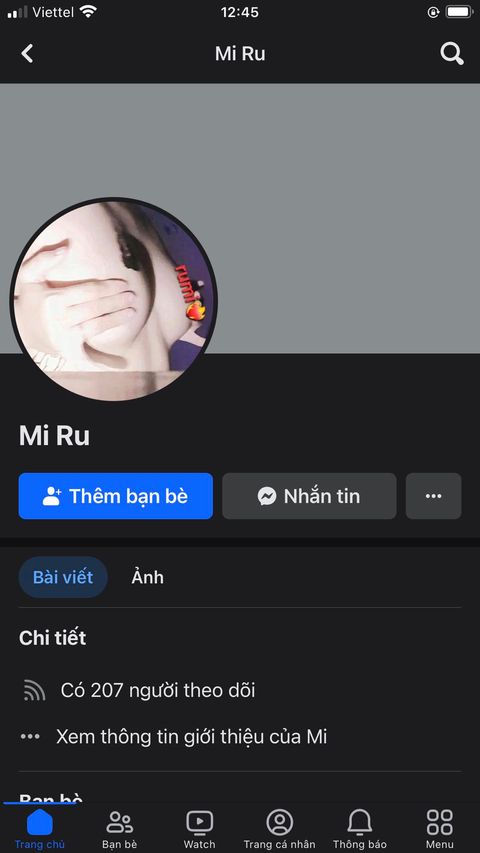 Viettel 12:45
Mi Ru
rumi
Mi Ru
Thêm bạn bè
Nhắn tin
Bài viết
Ảnh
Chi tiết
Có 207 người theo dõi
Xem thông tin giới thiệu của Mi
Bạn bè
Trang chủ
Bạn bè
Watch
Trang cá nhân
Thông báo
Menu